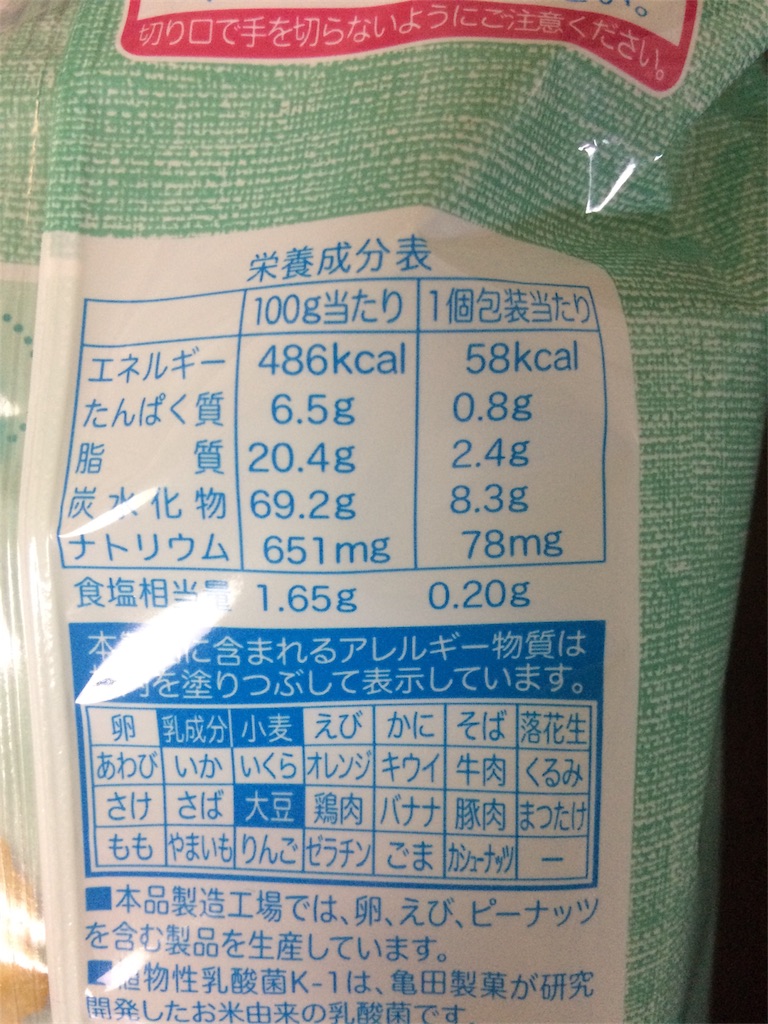 い。
切り口で手を切らないようにご注意ください。
栄養成分表
100g当たり 1個包装当たり
エネルギー 486kcal 58kcal
たんぱく質 6.5g 0.8g
脂質 20.4g 2.4g
炭水化物 69.2g 8.3g
ナトリウム 651mg 78mg
食塩相当量 1.65g 0.20g
本製品に含まれるアレルギー物質は
を塗りつぶして表示しています。
卵 乳成分 小麦 えび かに そば 落花生
あわび いか いくら オレンジ キウイ 牛肉 くるみ
さけ さば 大豆 鶏肉 バナナ 豚肉 まつたけ
もも やまいも りんご ゼラチン ごま カシューナッツ ー
■本品製造工場では、卵、えび、ピーナッツ
を含む製品を生産しています。
■植物性乳酸菌K-1は、亀田製菓が研究
開発したお米由来の乳酸菌です。